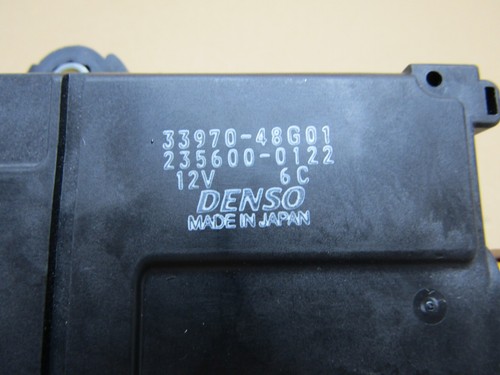 33970-48G01
235600-0122
12V 6C
DENSO
MADE IN JAPAN